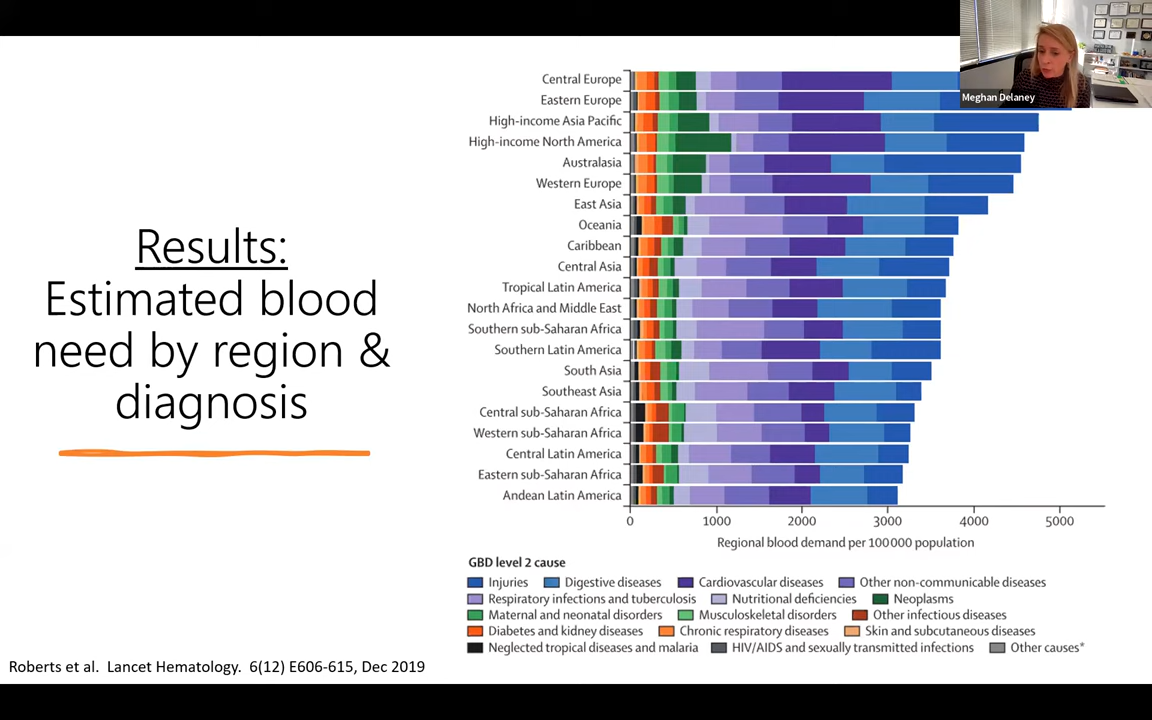 Meghan Delaney
Results:
Estimated blood
need by region &
diagnosis
Central Europe
Eastern Europe
High-income Asia Pacific
High-income North America
Australasia
Western Europe
East Asia
Oceania
Caribbean
Central Asia
Tropical Latin America
North Africa and Middle East
Southern sub-Saharan Africa
Southern Latin America
South Asia
Southeast Asia
Central sub-Saharan Africa
Western sub-Saharan Africa
Central Latin America
Eastern sub-Saharan Africa
Andean Latin America
0 1000 2000 3000 4000 5000
Regional blood demand per 100 000 population
GBD level 2 cause
Injuries Digestive diseases Cardiovascular diseases Other non-communicable diseases
Respiratory infections and tuberculosis Nutritional deficiencies Neoplasms
Maternal and neonatal disorders Musculoskeletal disorders Other infectious diseases
Diabetes and kidney diseases Chronic respiratory diseases Skin and subcutaneous diseases
Neglected tropical diseases and malaria HIV/AIDS and sexually transmitted infections Other causes*
Roberts et al. Lancet Hematology. 6(12) E606-615, Dec 2019